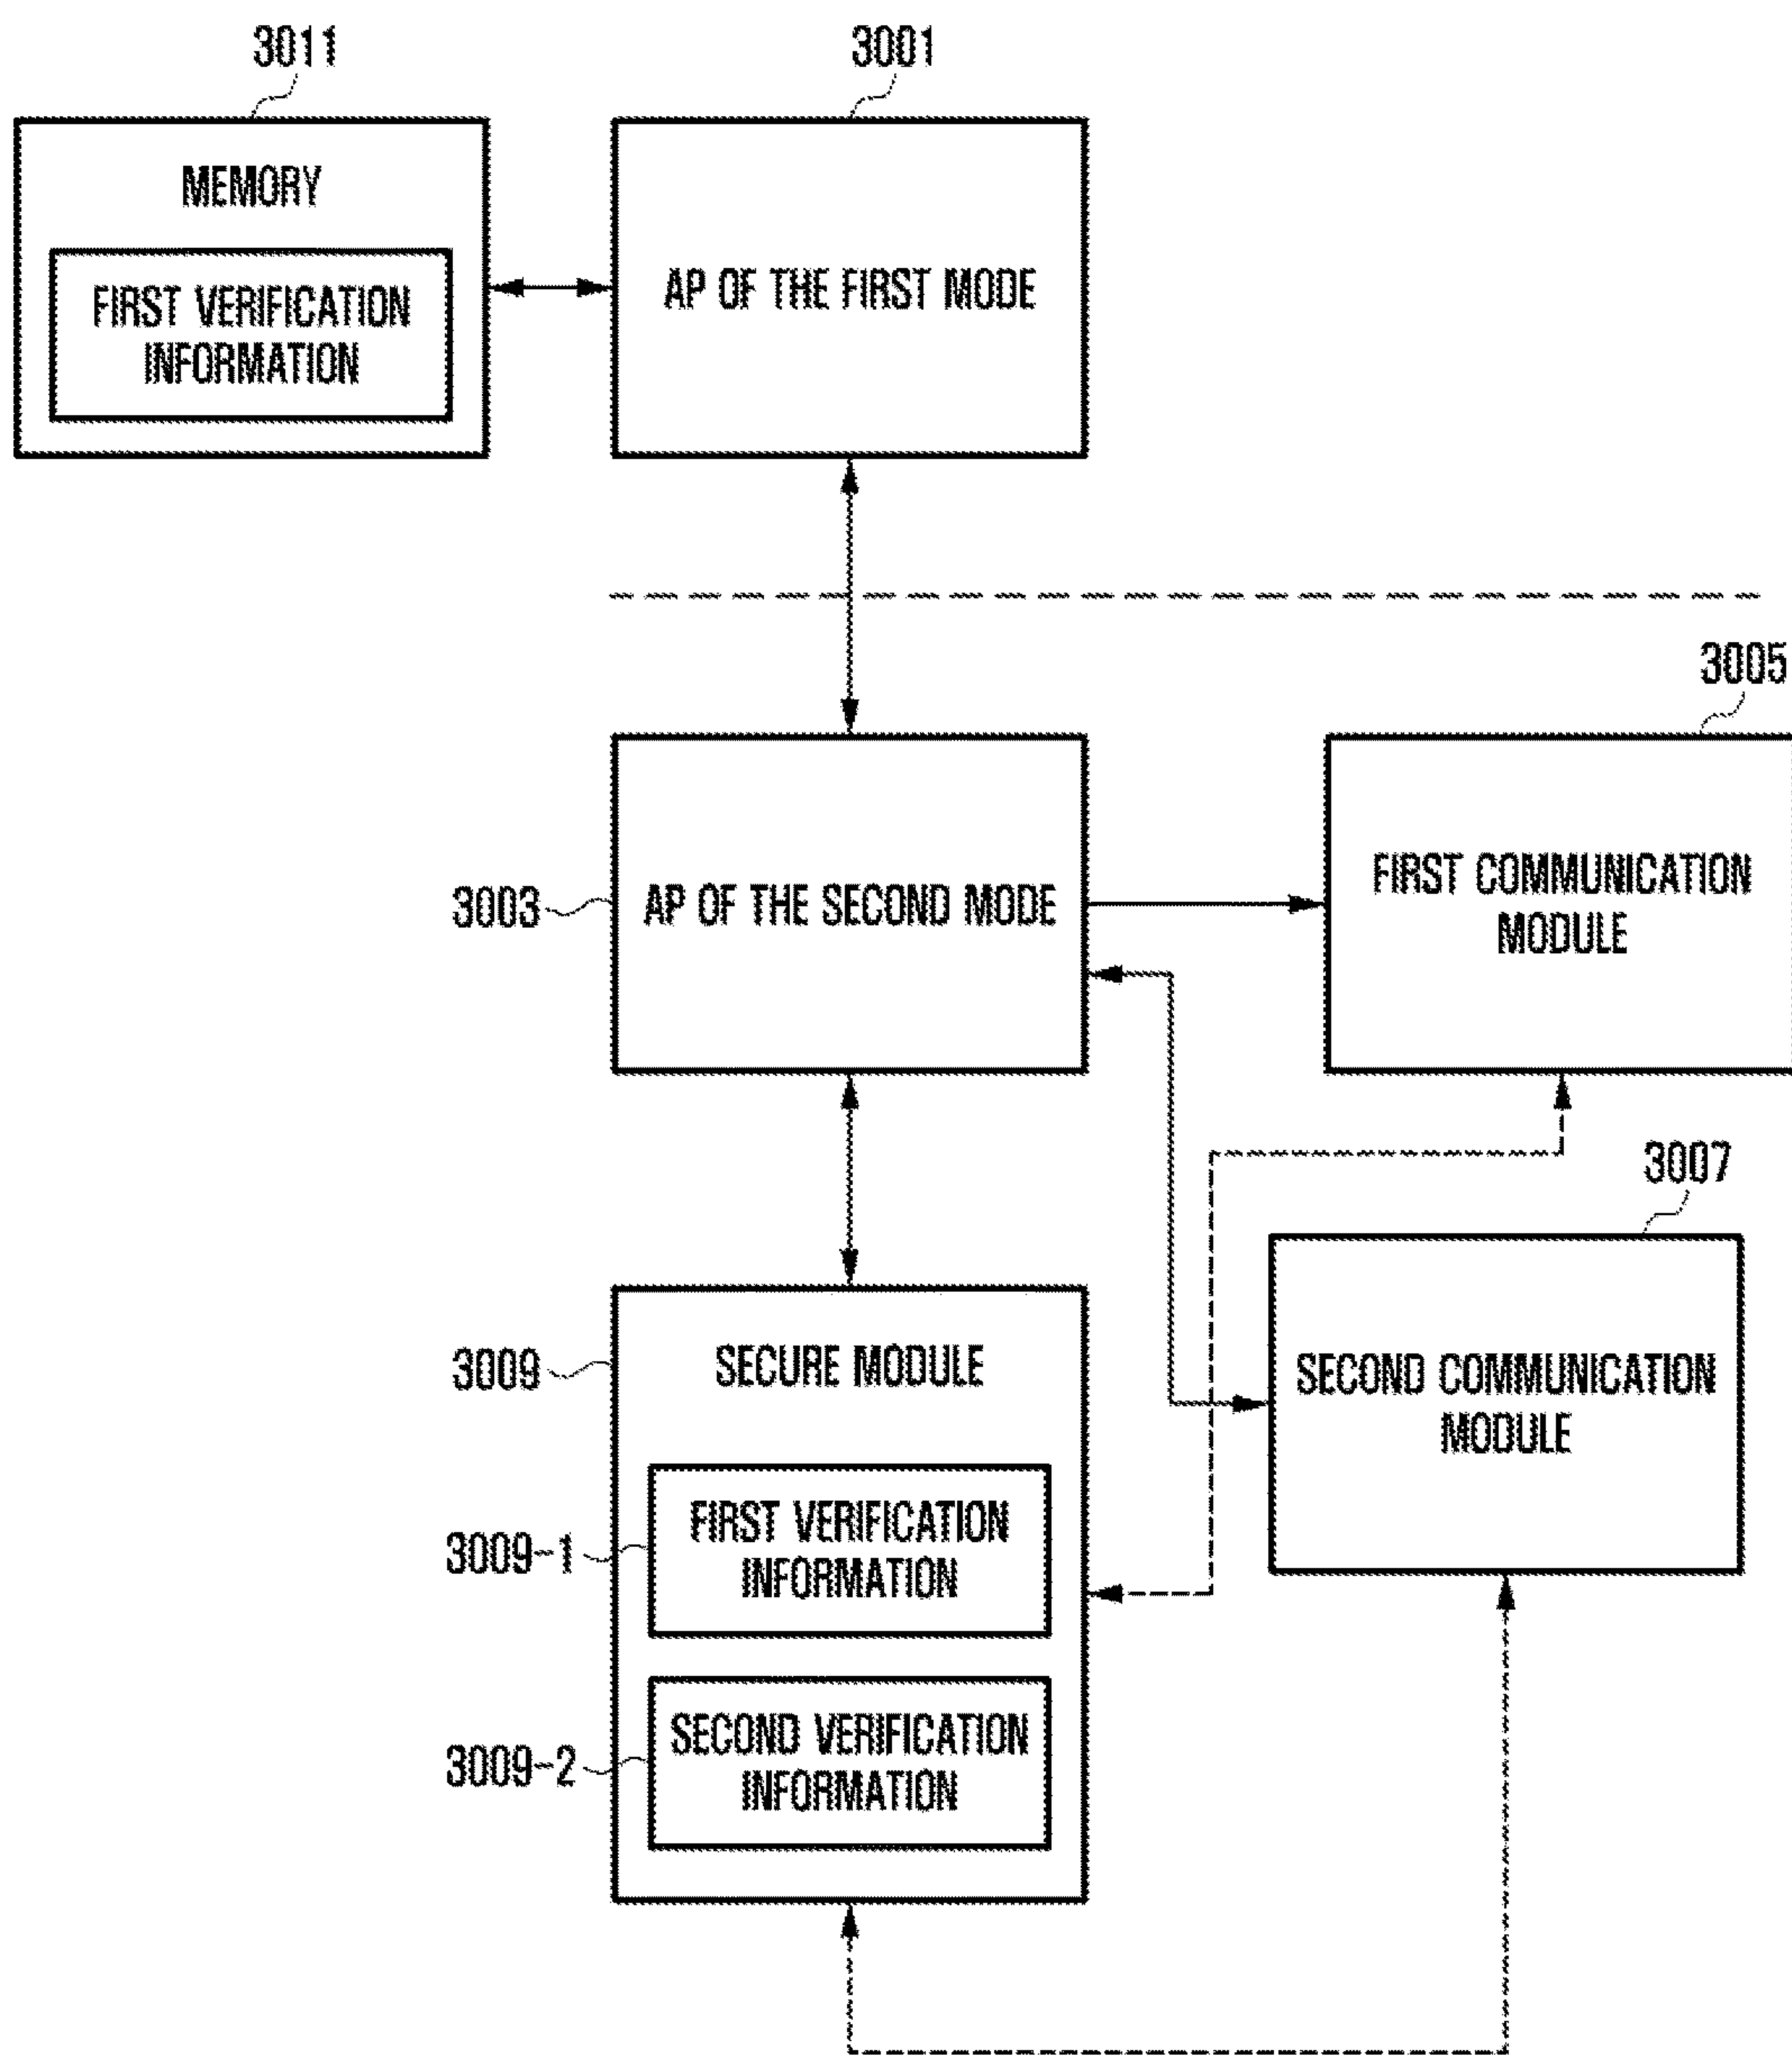 3011
3001
MEMORY
FIRST VERIFICATION
INFORMATION
AP OF THE FIRST MODE
3005
3003
AP OF THE SECOND MODE
FIRST COMMUNICATION
MODULE
3007
3009
SECURE MODULE
SECOND COMMUNICATION
MODULE
3009-1
FIRST VERIFICATION
INFORMATION
3009-2
SECOND VERIFICATION
INFORMATION